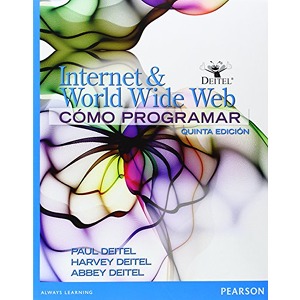 Internet &
DEITEL®
World Wide Web
CÓMO PROGRAMAR
QUINTA EDICIÓN
PAUL DEITEL
HARVEY DEITEL
ABBEY DEITEL
ALWAYS LEARNING
PEARSON